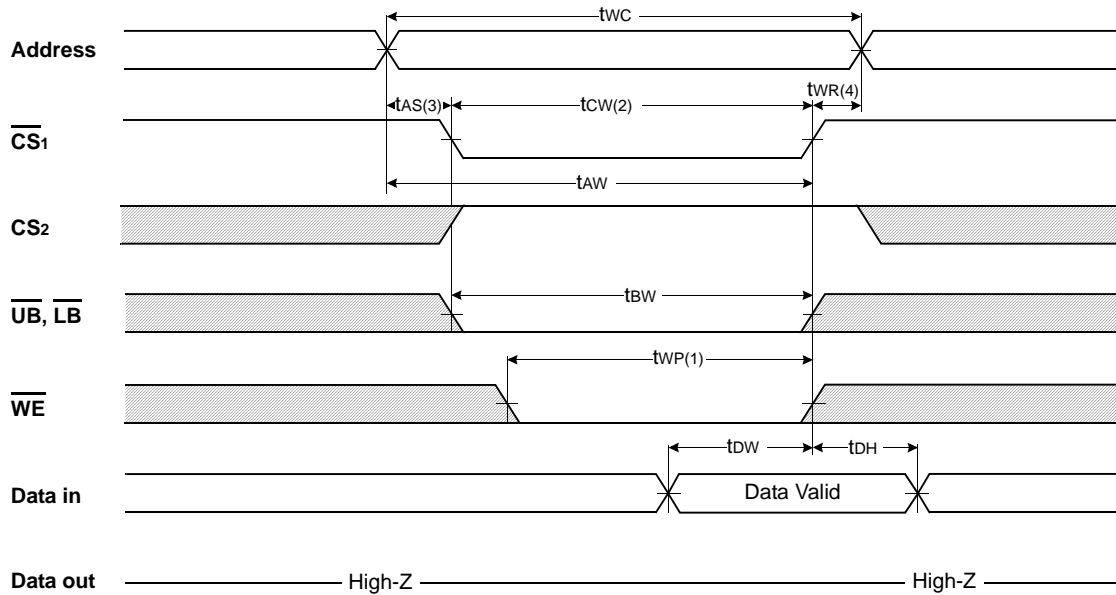 tWC
Address
tAS(3) tCW(2) tWR(4)
CS1
tAW
CS2
tBW
UB, LB
tWP(1)
WE
tDW tDH
Data in Data Valid
Data out High-Z High-Z